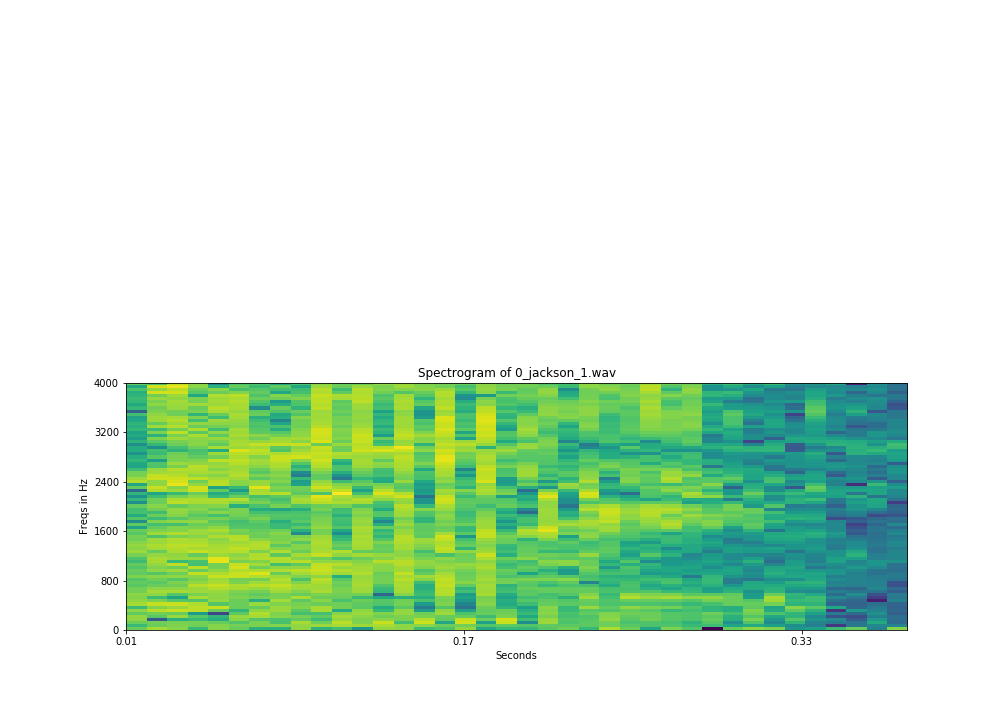 Spectrogram of 0_jackson_1.wav
4000
3200
2400
1600
800
0
Freqs in Hz
0.01 0.17 0.33
Seconds